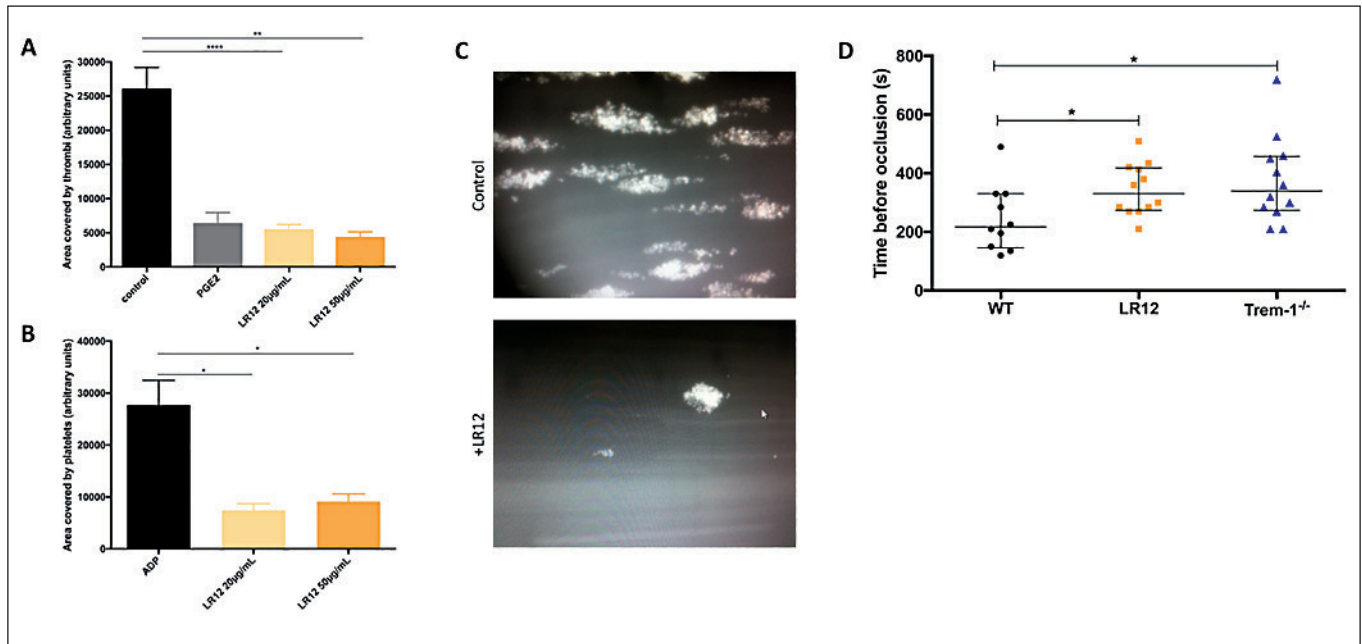 A
Area covered by thrombi (arbitrary units)
30000
25000
20000
15000
10000
5000
0
**
****
control
PGE2
LR12 20µg/mL
LR12 50µg/mL
B
Area covered by platelets (arbitrary units)
40000
30000
20000
10000
0
*
*
ADP
LR12 20µg/mL
LR12 50µg/mL
C
Control
+LR12
D
Time before occlusion (s)
800
600
400
200
0
*
*
WT
LR12
Trem-1-/-